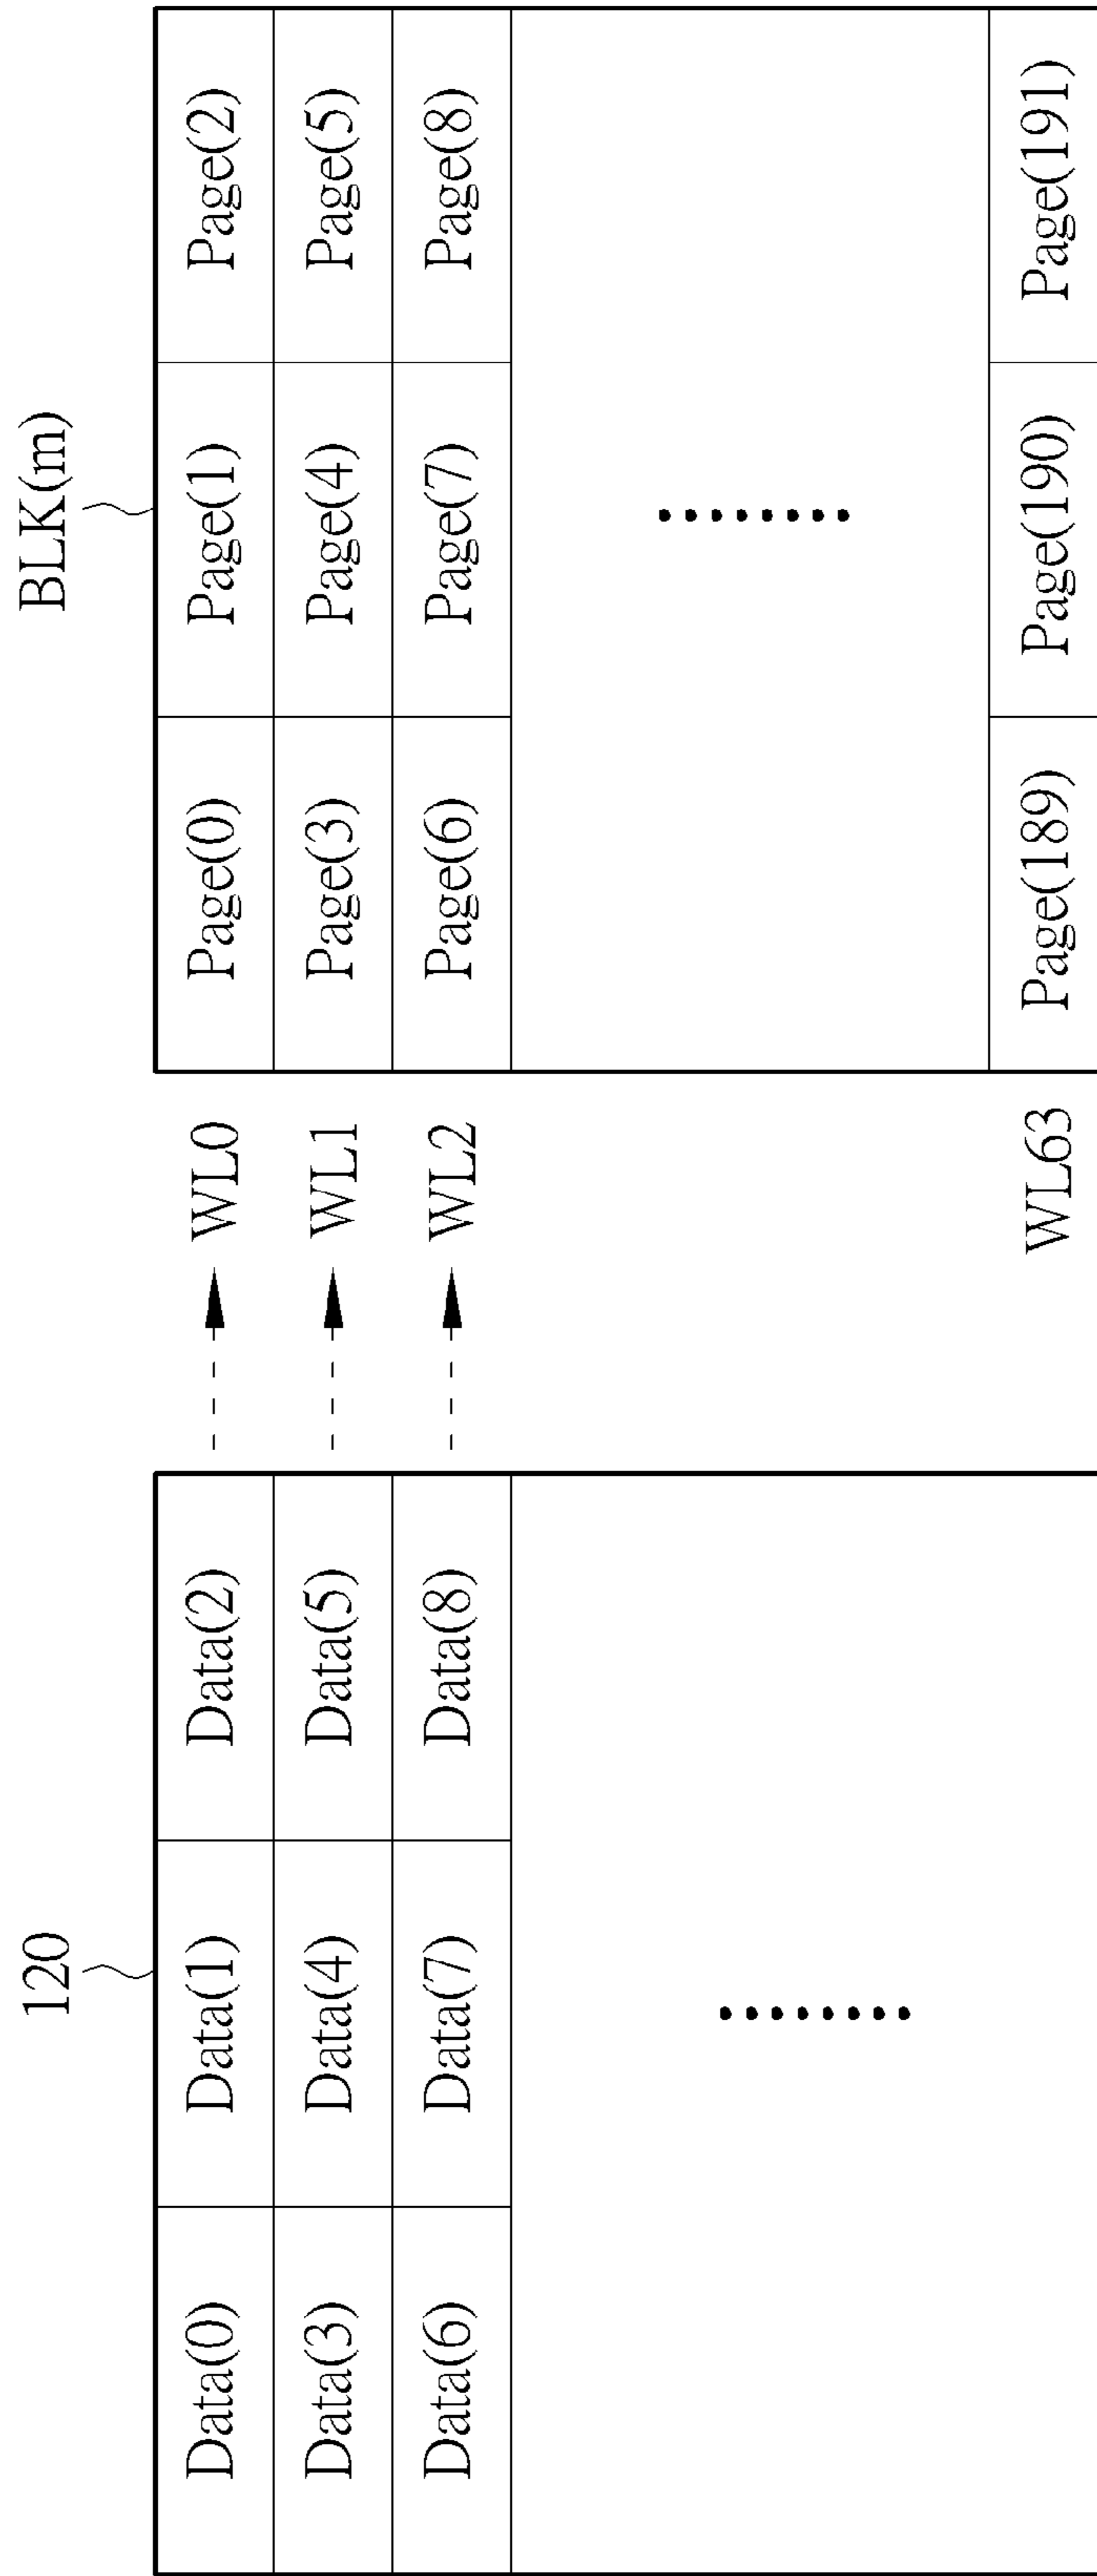 120
BLK(m)
Data(0) Data(1) Data(2) WL0 Page(0) Page(1) Page(2)
Data(3) Data(4) Data(5) WL1 Page(3) Page(4) Page(5)
Data(6) Data(7) Data(8) WL2 Page(6) Page(7) Page(8)
WL63 Page(189) Page(190) Page(191)